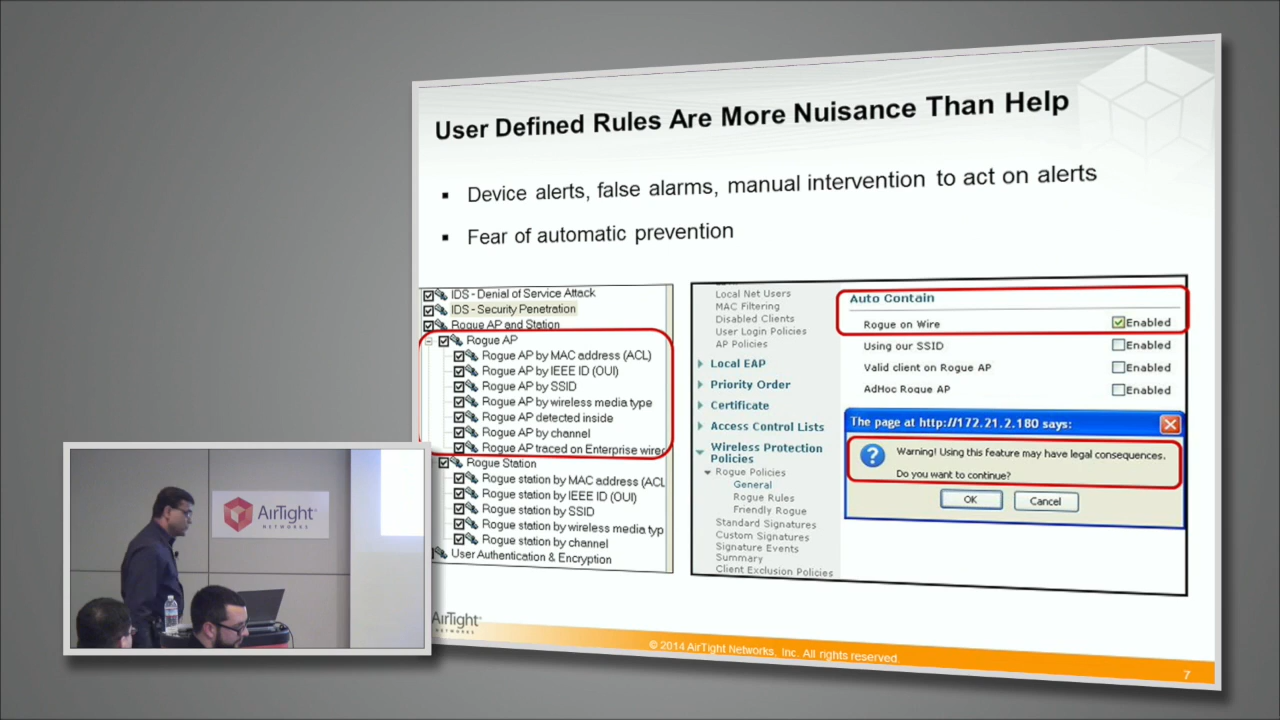 User Defined Rules Are More Nuisance Than Help
▪ Device alerts, false alarms, manual intervention to act on alerts
▪ Fear of automatic prevention
IDS - Denial of Service Attack
IDS - Security Penetration
Rogue AP and Station
Rogue AP
Rogue AP by MAC address (ACL)
Rogue AP by IEEE ID (OUI)
Rogue AP by SSID
Rogue AP by wireless media type
Rogue AP detected inside
Rogue AP by channel
Rogue AP traced on Enterprise wirec
Rogue Station
Rogue station by MAC address (ACL
Rogue station by IEEE ID (OUI)
Rogue station by SSID
Rogue station by wireless media typ
Rogue station by channel
User Authentication & Encryption
Local Net Users
MAC Filtering
Disabled Clients
User Login Policies
AP Policies
Local EAP
Priority Order
Certificate
Access Control Lists
Wireless Protection
Policies
Rogue Policies
General
Rogue Rules
Friendly Rogue
Standard Signatures
Custom Signatures
Signature Events
Summary
Client Exclusion Policies
Auto Contain
Rogue on Wire Enabled
Using our SSID Enabled
Valid client on Rogue AP Enabled
AdHoc Rogue AP Enabled
The page at http://172.21.2.180 says:
Warning! Using this feature may have legal consequences.
Do you want to continue?
OK Cancel
AirTight
NETWORKS
AirTight
NETWORKS
© 2014 AirTight Networks, Inc. All rights reserved.
7